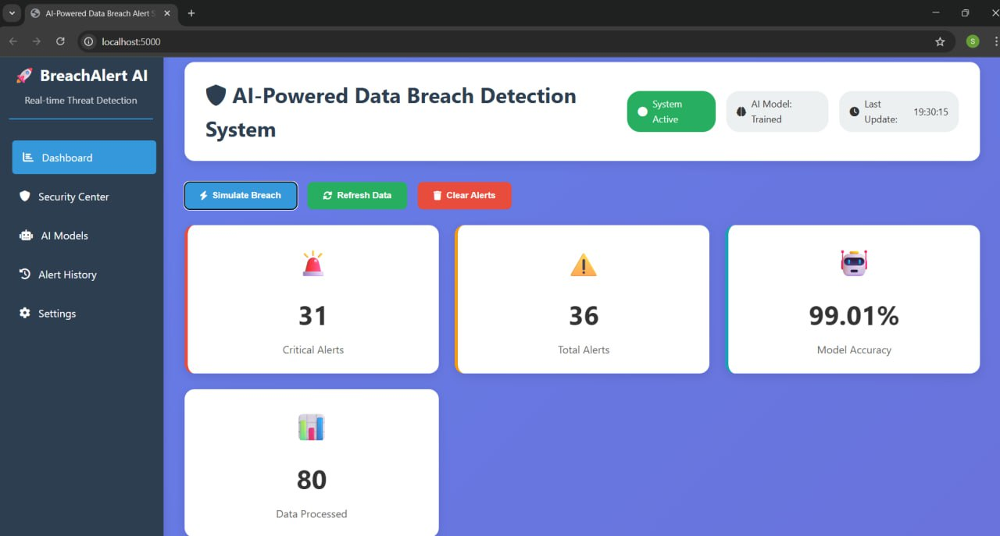 AI-Powered Data Breach Alert S
localhost:5000
S
BreachAlert AI
Real-time Threat Detection
Dashboard
Security Center
AI Models
Alert History
Settings
AI-Powered Data Breach Detection
System
System
Active
AI Model:
Trained
Last
Update:
19:30:15
Simulate Breach
Refresh Data
Clear Alerts
31
Critical Alerts
36
Total Alerts
99.01%
Model Accuracy
80
Data Processed